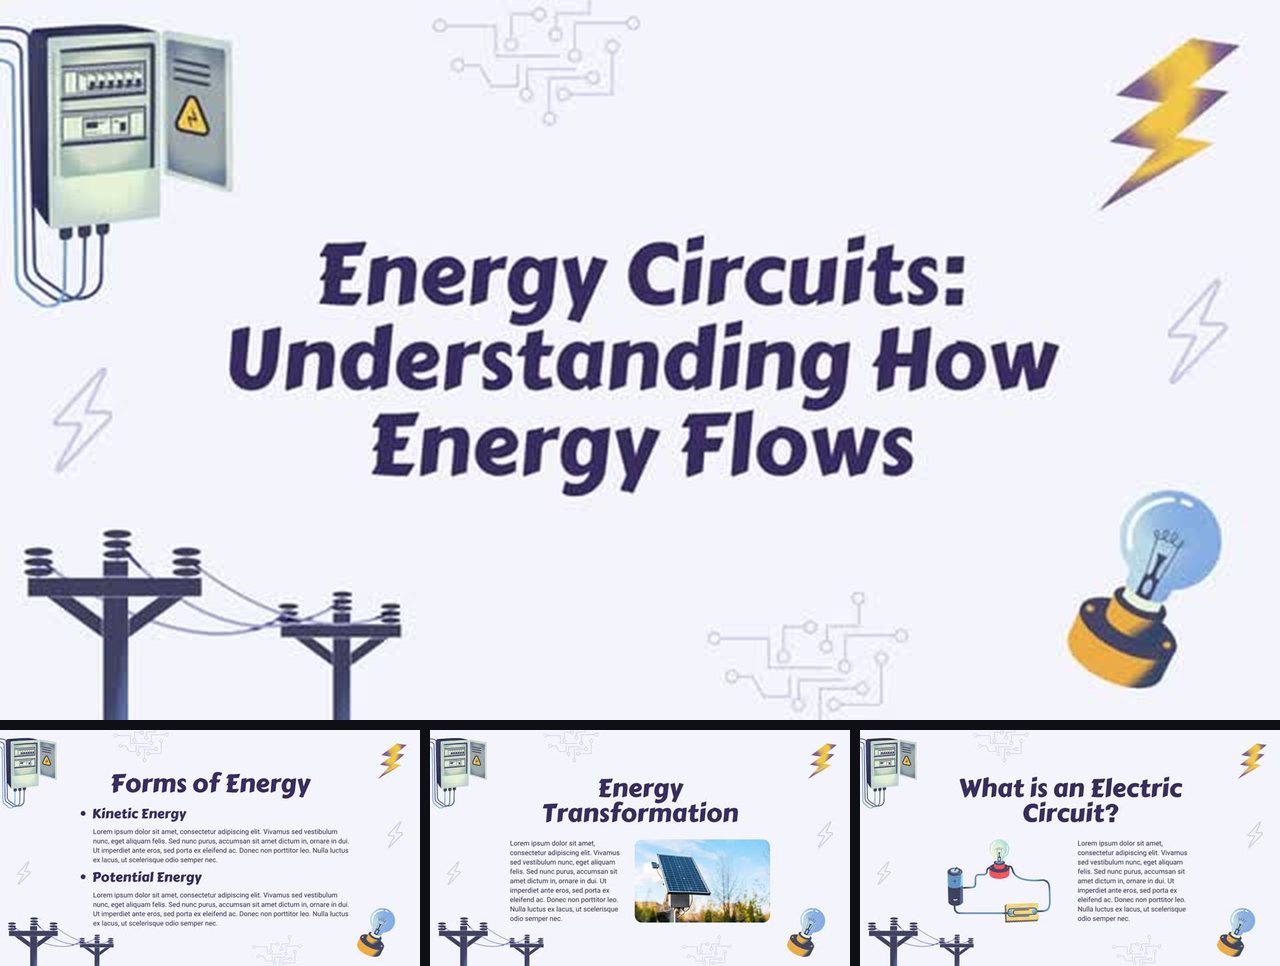 Energy Circuits:
Understanding How
Energy Flows
Forms of Energy
• Kinetic Energy
Lorem ipsum dolor sit amet, consectetur adipiscing elit. Vivamus sed vestibulum
nunc, eget aliquam felis. Sed nunc purus, accumsan sit amet dictum in, ornare in dui.
Ut imperdiet ante eros, sed porta ex eleifend ac. Donec non porttitor leo. Nulla luctus
ex lacus, ut scelerisque odio semper nec.
• Potential Energy
Lorem ipsum dolor sit amet, consectetur adipiscing elit. Vivamus sed vestibulum
nunc, eget aliquam felis. Sed nunc purus, accumsan sit amet dictum in, ornare in dui.
Ut imperdiet ante eros, sed porta ex eleifend ac. Donec non porttitor leo. Nulla luctus
ex lacus, ut scelerisque odio semper nec.
Energy
Transformation
Lorem ipsum dolor sit amet,
consectetur adipiscing elit. Vivamus
sed vestibulum nunc, eget aliquam
felis. Sed nunc purus, accumsan sit
amet dictum in, ornare in dui. Ut
imperdiet ante eros, sed porta ex
eleifend ac. Donec non porttitor leo.
Nulla luctus ex lacus, ut scelerisque
odio semper nec.
What is an Electric
Circuit?
Lorem ipsum dolor sit amet,
consectetur adipiscing elit. Vivamus
sed vestibulum nunc, eget aliquam
felis. Sed nunc purus, accumsan sit
amet dictum in, ornare in dui. Ut
imperdiet ante eros, sed porta ex
eleifend ac. Donec non porttitor leo.
Nulla luctus ex lacus, ut scelerisque
odio semper nec.